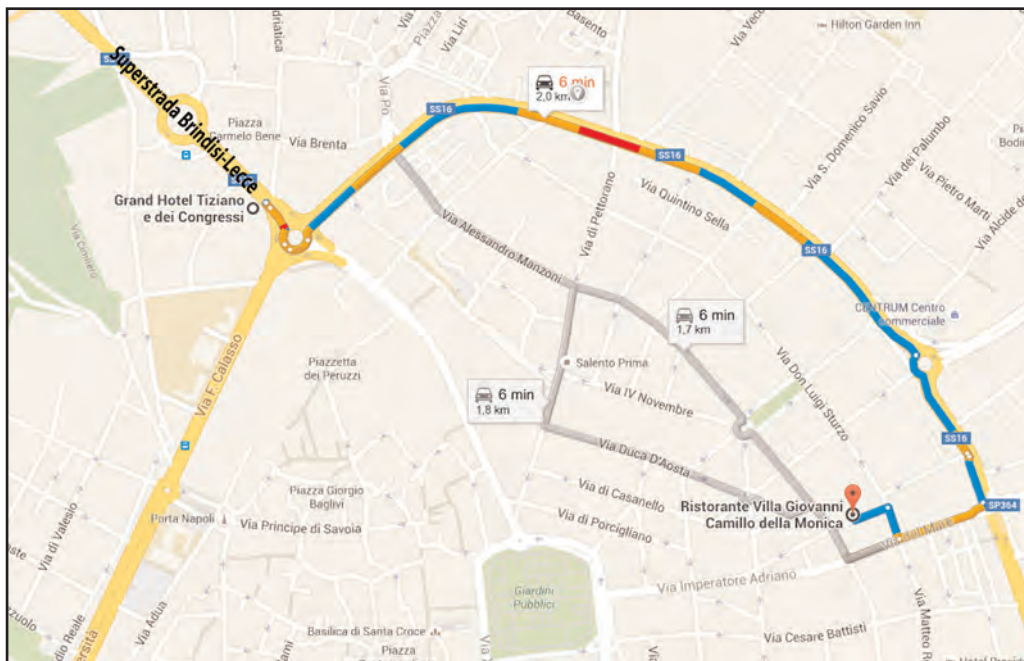 Superstrada Brindisi-Lecce
Via Po
Piazza
Via Liri
Basento
Hilton Garden Inn
6 min
2,0 km
SS16
Piazza
Carmelo Bene
Via Brenta
SS16
Via S. Domenico Savio
Via dei Palumbo
Via Pietro Marti
Grand Hotel Tiziano
e dei Congressi
Via Quintino Sella
Via di Pettorano
Via Alessandro Manzoni
SS16
CENTRUM Centro
Commerciale
6 min
1,7 km
Piazzetta
dei Peruzzi
Salento Prima
Via F. Calasso
Via Don Luigi Sturzo
Via IV Novembre
6 min
1,8 km
Via Duca D'Aosta
SS16
Via di Casanello
Piazza Giorgio
Baglivi
Ristorante Villa Giovanni
Camillo della Monica
SP364
Via di Porcigliano
Porta Napoli
Via Principe di Savoia
Via dell Mare
Via di Valesio
Via Imperatore Adriano
Giardini
Pubblici
Via Adua
Basilica di Santa Croce
Via Cesare Battisti
Piazza